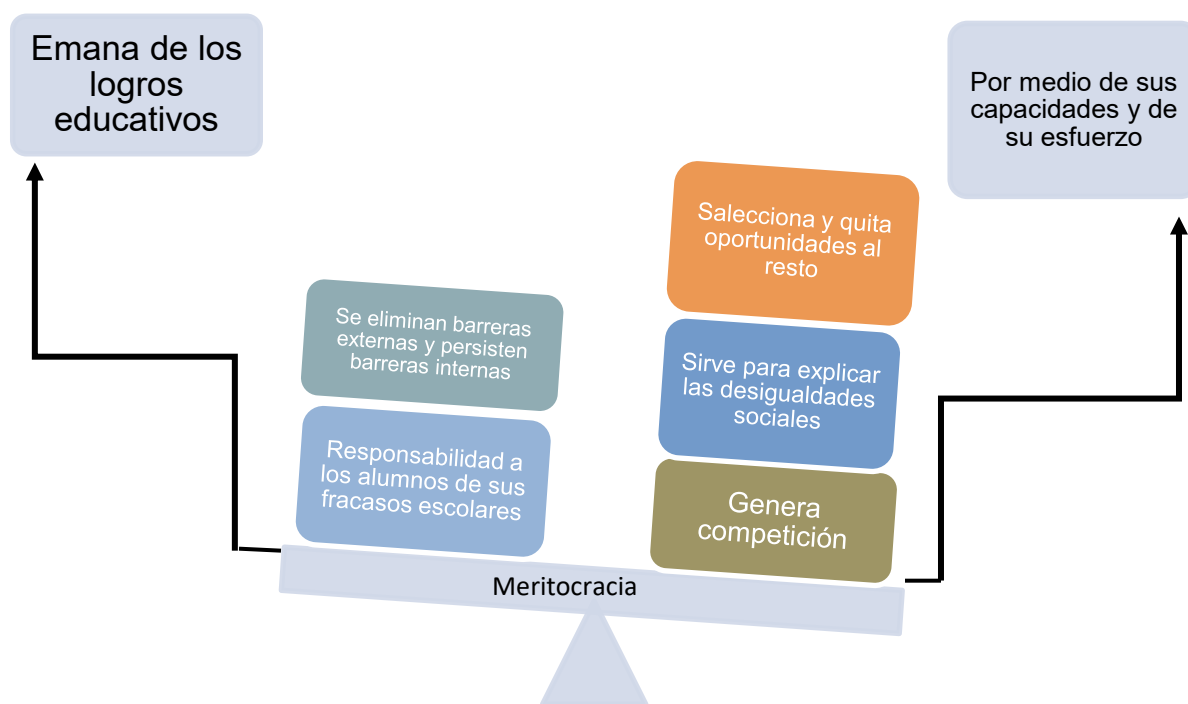 Emana de los
logros
educativos
Por medio de sus
capacidades y de
su esfuerzo
Salecciona y quita
oportunidades al
resto
Se eliminan barreras
externas y persisten
barreras internas
Sirve para explicar
las desigualdades
sociales
Responsabilidad a
los alumnos de sus
fracasos escolares
Genera
competición
Meritocracia